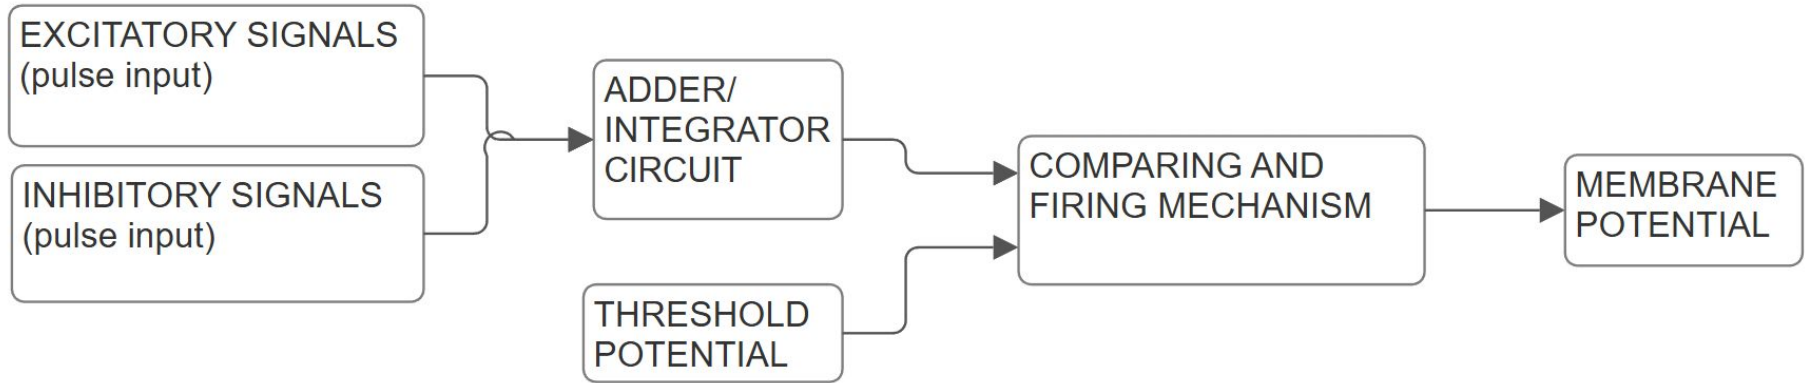 EXCITATORY SIGNALS
(pulse input)
INHIBITORY SIGNALS
(pulse input)
ADDER/
INTEGRATOR
CIRCUIT
THRESHOLD
POTENTIAL
COMPARING AND
FIRING MECHANISM
MEMBRANE
POTENTIAL